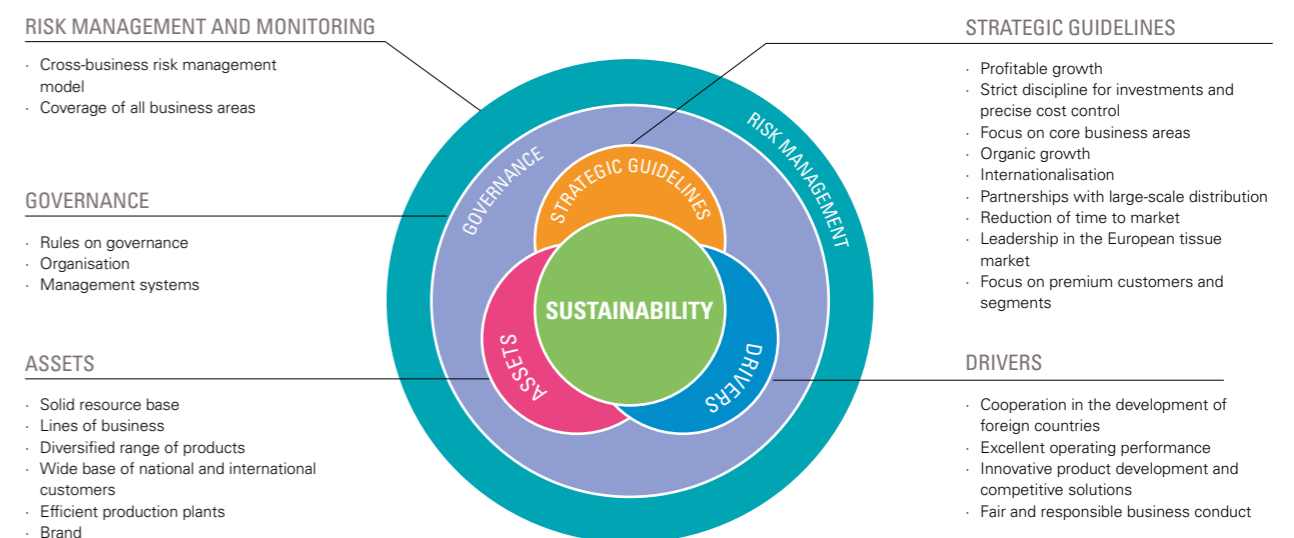 RISK MANAGEMENT AND MONITORING
· Cross-business risk management
model
· Coverage of all business areas
GOVERNANCE
· Rules on governance
· Organisation
· Management systems
ASSETS
· Solid resource base
· Lines of business
· Diversified range of products
· Wide base of national and international
customers
· Efficient production plants
· Brand
RISK MANAGEMENT
GOVERNANCE
STRATEGIC GUIDELINES
SUSTAINABILITY
ASSETS
DRIVERS
STRATEGIC GUIDELINES
· Profitable growth
· Strict discipline for investments and
precise cost control
· Focus on core business areas
· Organic growth
· Internationalisation
· Partnerships with large-scale distribution
· Reduction of time to market
· Leadership in the European tissue
market
· Focus on premium customers and
segments
DRIVERS
· Cooperation in the development of
foreign countries
· Excellent operating performance
· Innovative product development and
competitive solutions
· Fair and responsible business conduct